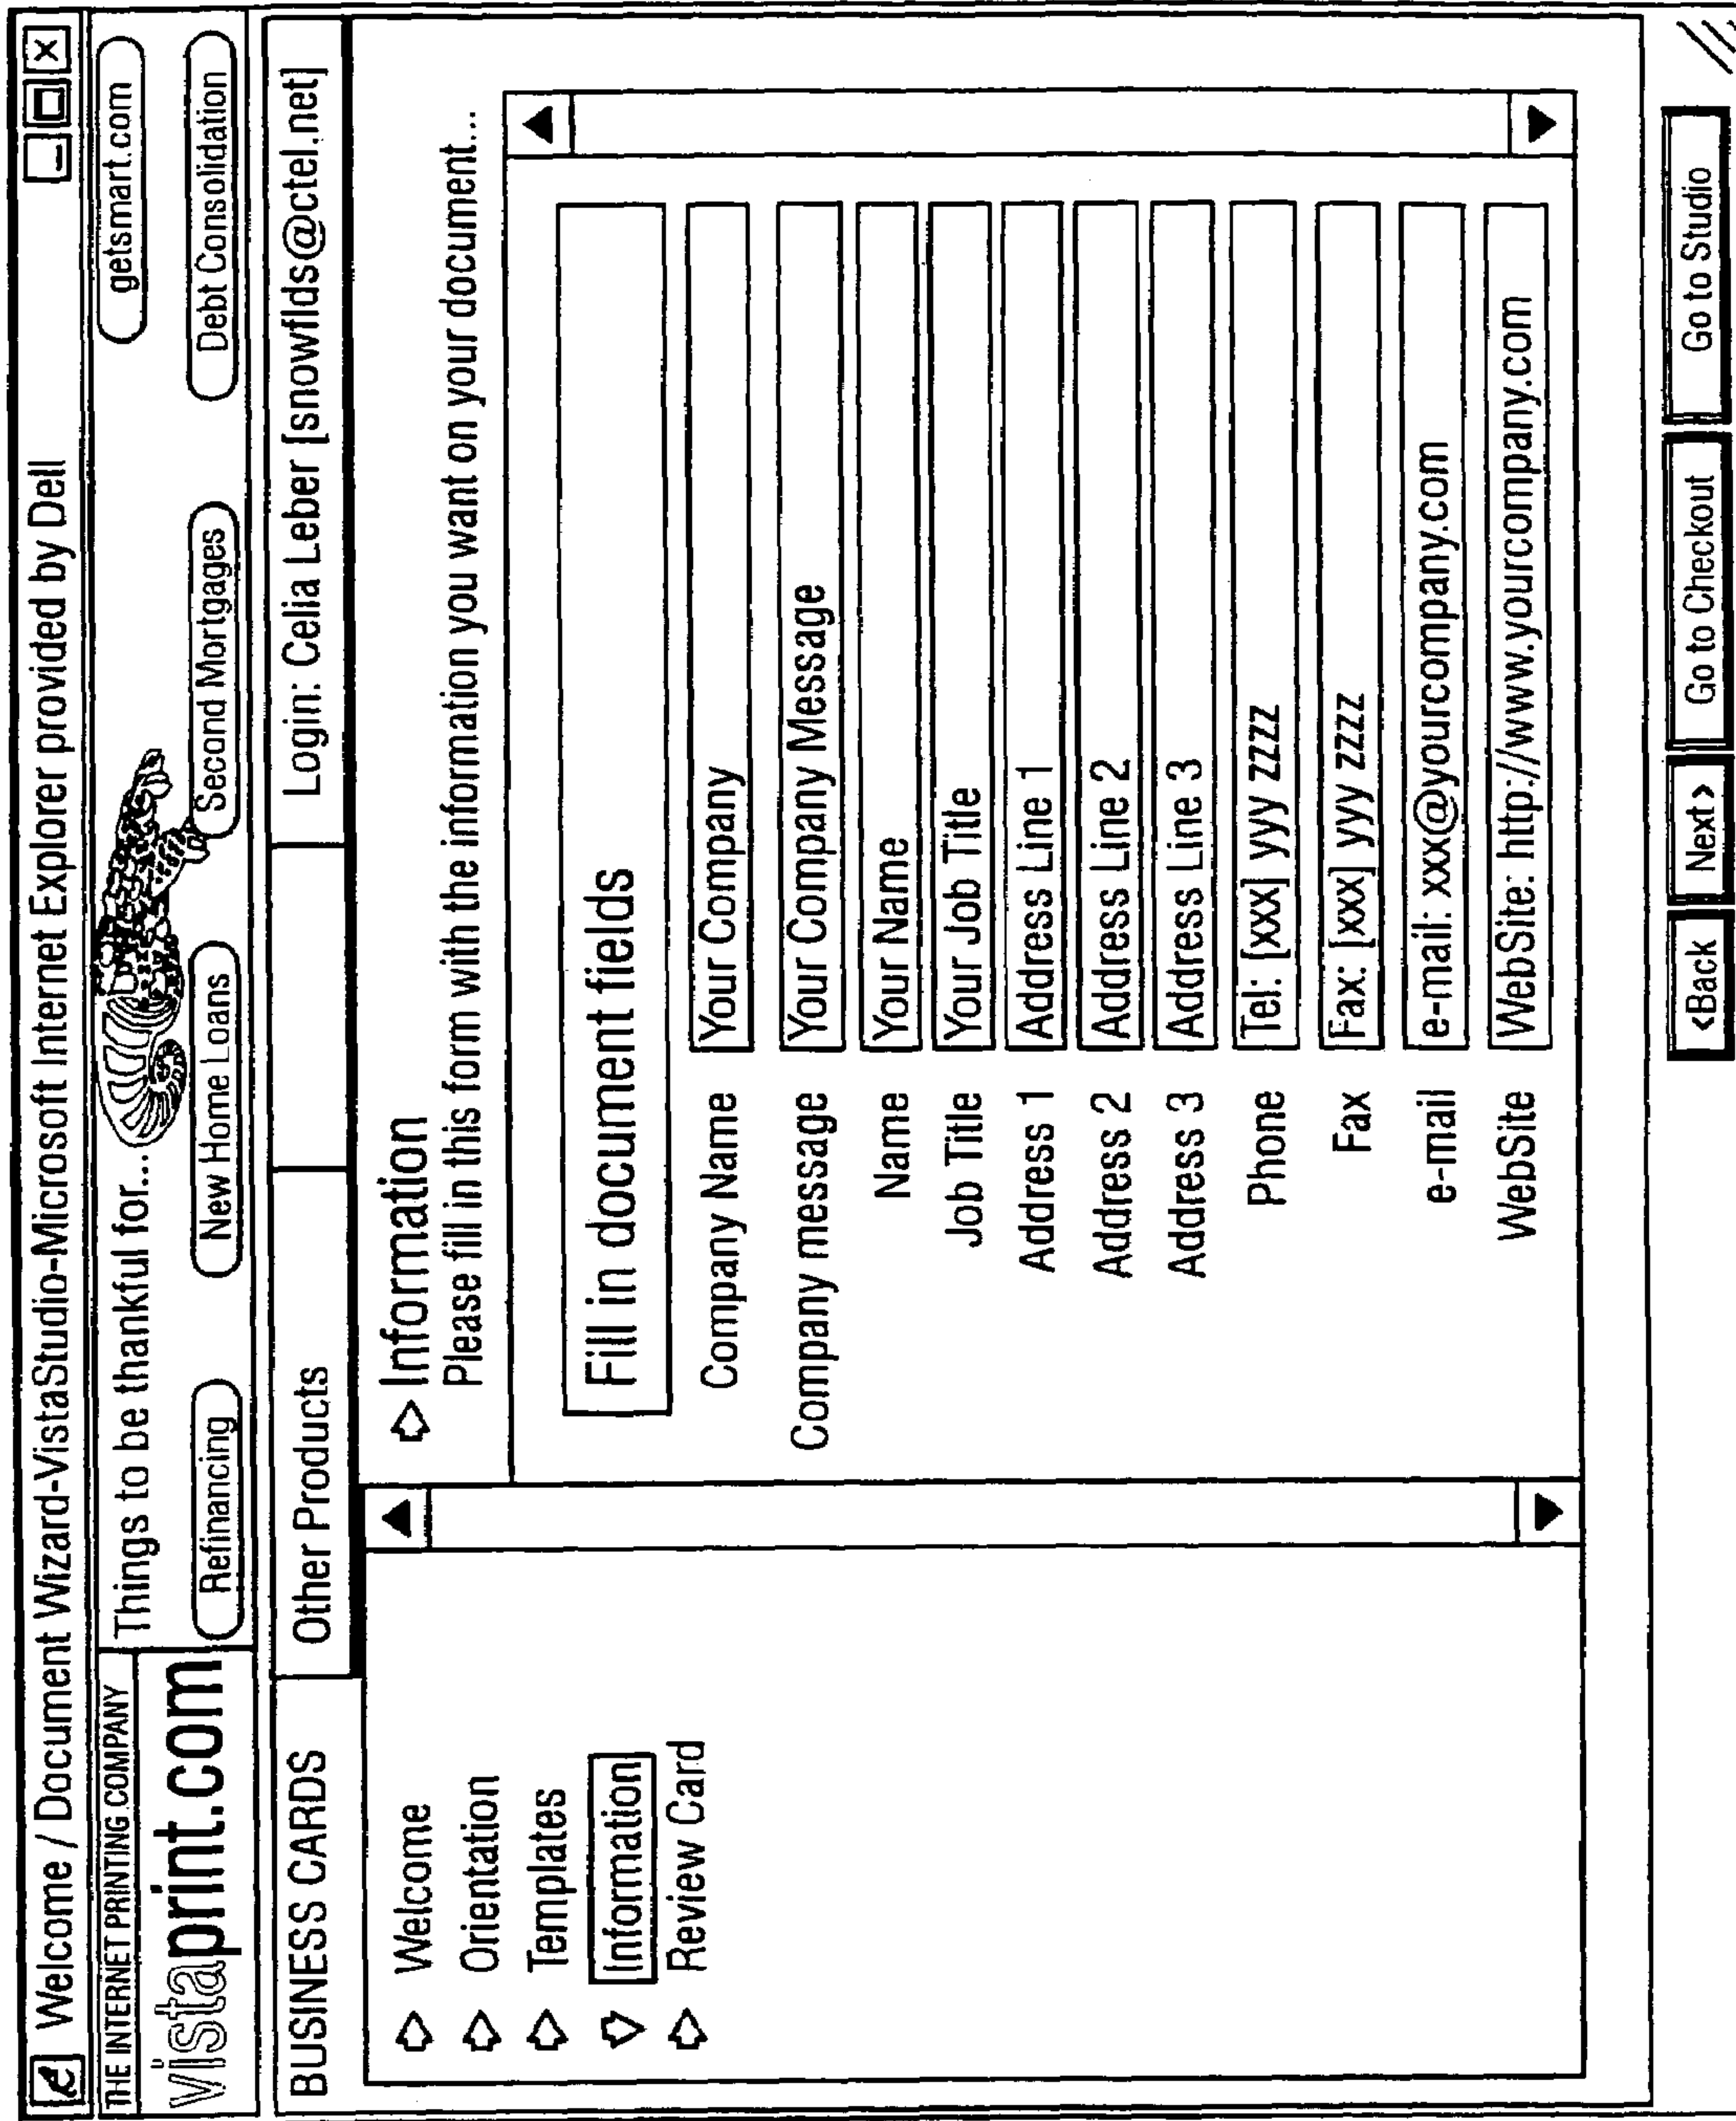 Welcome / Document Wizard-VistaStudio-Microsoft Internet Explorer provided by Dell
THE INTERNET PRINTING COMPANY
vistaprint.com
Things to be thankful for...
getsmart.com
Refinancing
New Home Loans
Second Mortgages
Debt Consolidation
BUSINESS CARDS
Other Products
Login: Celia Leber [snowflds@ctel.net]
Welcome
Orientation
Templates
Information
Review Card
Information
Please fill in this form with the information you want on your document...
Fill in document fields
Company Name Your Company
Company message Your Company Message
Name Your Name
Job Title Your Job Title
Address 1 Address Line 1
Address 2 Address Line 2
Address 3 Address Line 3
Phone Tel: [xxx] yyy zzzz
Fax Fax: [xxx] yyy zzzz
e-mail e-mail: xxx@yourcompany.com
WebSite WebSite: http://www.yourcompany.com
<Back Next> Go to Checkout Go to Studio